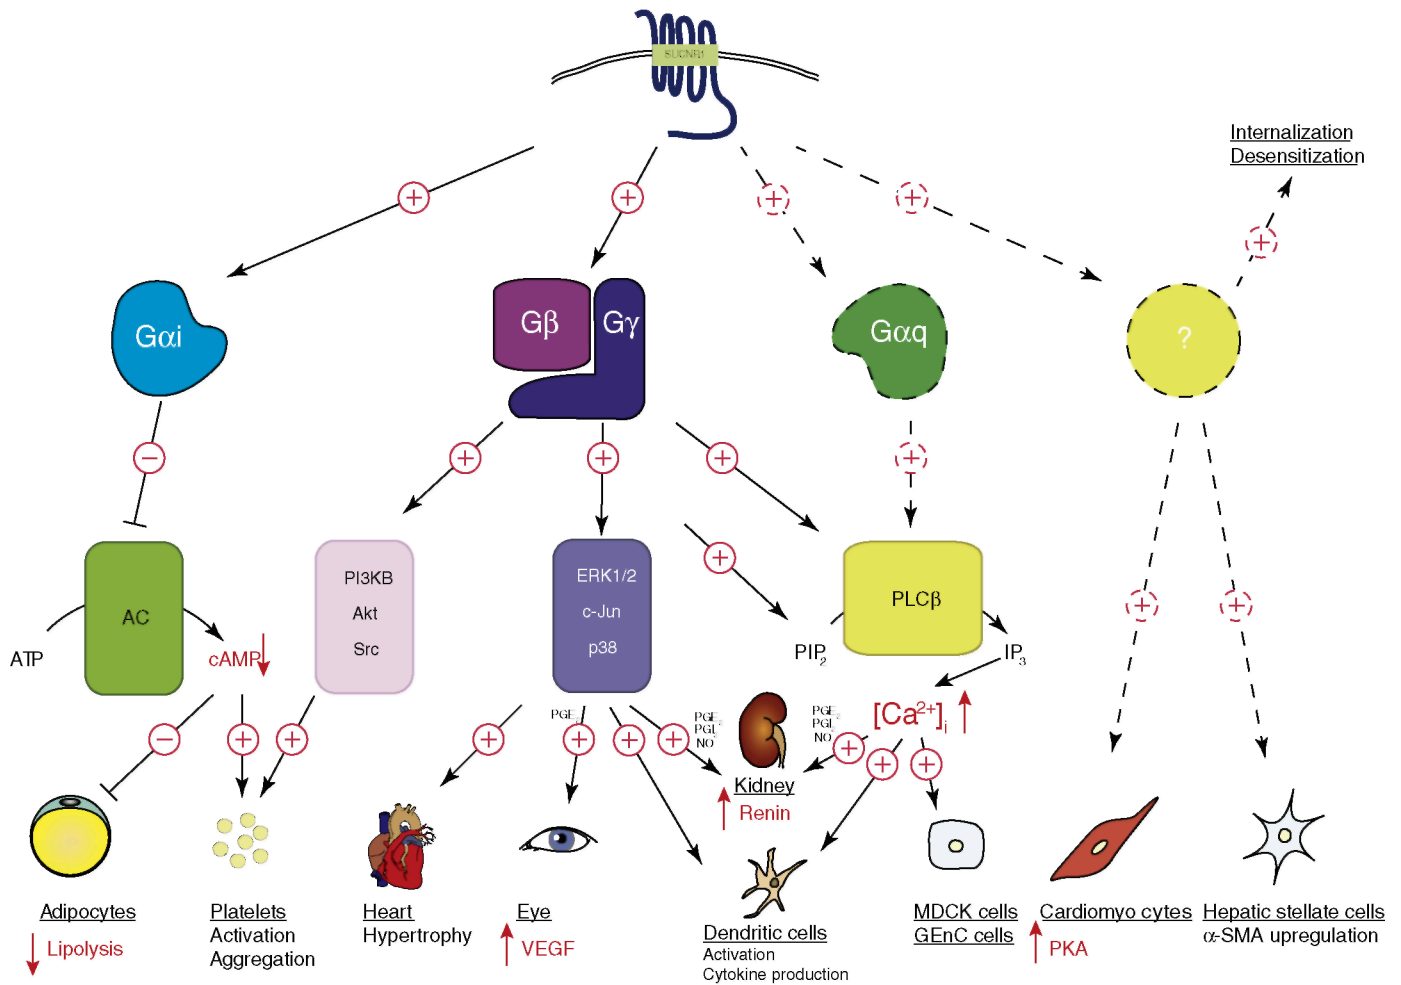 SUCNR1
Internalization
Desensitization
+
+
+
+
+
Gαi
Gβ
Gγ
Gαq
?
−
+
+
+
+
+
AC
PI3KB
Akt
Src
ERK1/2
c-Jun
p38
PLCβ
+
+
ATP
cAMP
PIP2
IP3
PGE2
PGE2
PGI2
NO
PGE2
PGI2
NO
[Ca2+]i
−
+
+
+
+
+
+
+
+
+
Kidney
Renin
Adipocytes
Lipolysis
Platelets
Activation
Aggregation
Heart
Hypertrophy
Eye
VEGF
Dendritic cells
Activation
Cytokine production
MDCK cells
GEnC cells
Cardiomyo cytes
PKA
Hepatic stellate cells
α-SMA upregulation